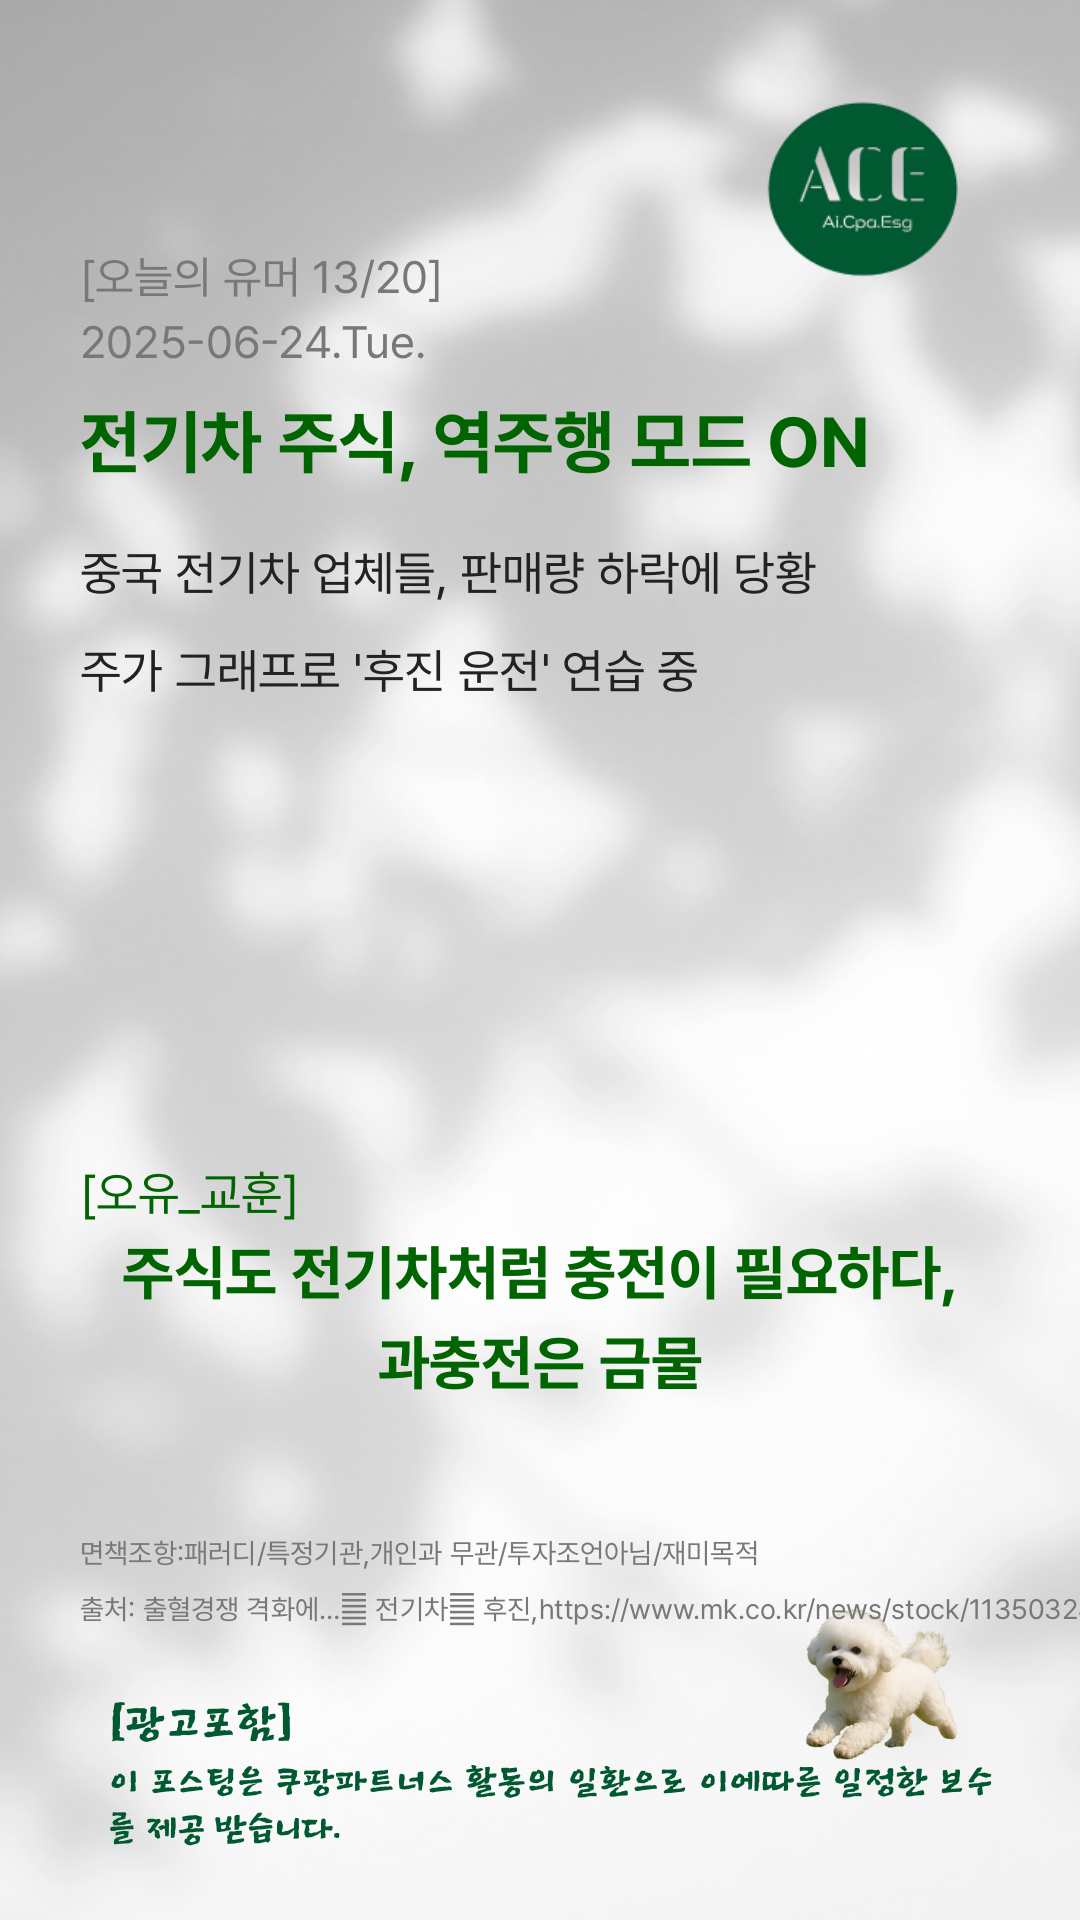 ACE
Ai.Cpa.Esg
[오늘의 유머 13/20]
2025-06-24.Tue.
전기차 주식, 역주행 모드 ON
중국 전기차 업체들, 판매량 하락에 당황
주가 그래프로 '후진 운전' 연습 중
[오유_교훈]
주식도 전기차처럼 충전이 필요하다,
과충전은 금물
면책조항:패러디/특정기관,개인과 무관/투자조언아님/재미목적
출처: 출혈경쟁 격화에... 전기차 후진,https://www.mk.co.kr/news/stock/1135032
[광고포함]
이 포스팅은 쿠팡파트너스 활동의 일환으로 이에따른 일정한 보수
를 제공 받습니다.